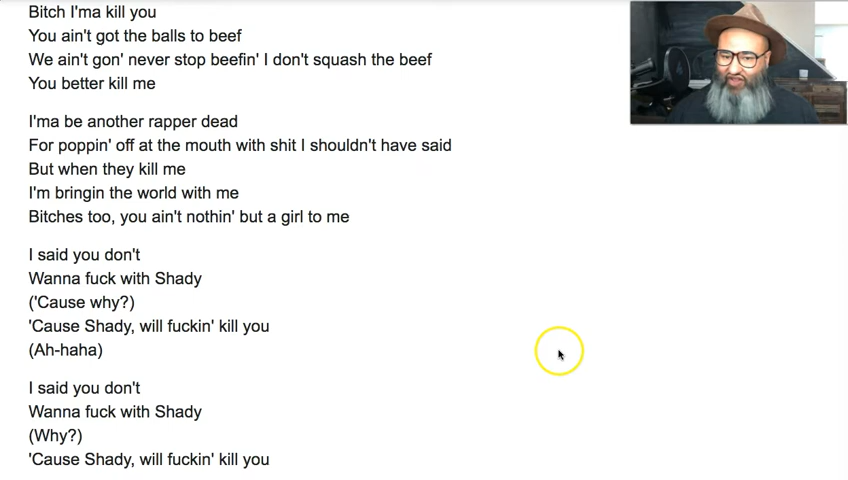 Bitch I'ma kill you
You ain't got the balls to beef
We ain't gon' never stop beefin' I don't squash the beef
You better kill me
I'ma be another rapper dead
For poppin' off at the mouth with shit I shouldn't have said
But when they kill me
I'm bringin the world with me
Bitches too, you ain't nothin' but a girl to me
I said you don't
Wanna fuck with Shady
('Cause why?)
'Cause Shady, will fuckin' kill you
(Ah-haha)
I said you don't
Wanna fuck with Shady
(Why?)
'Cause Shady, will fuckin' kill you